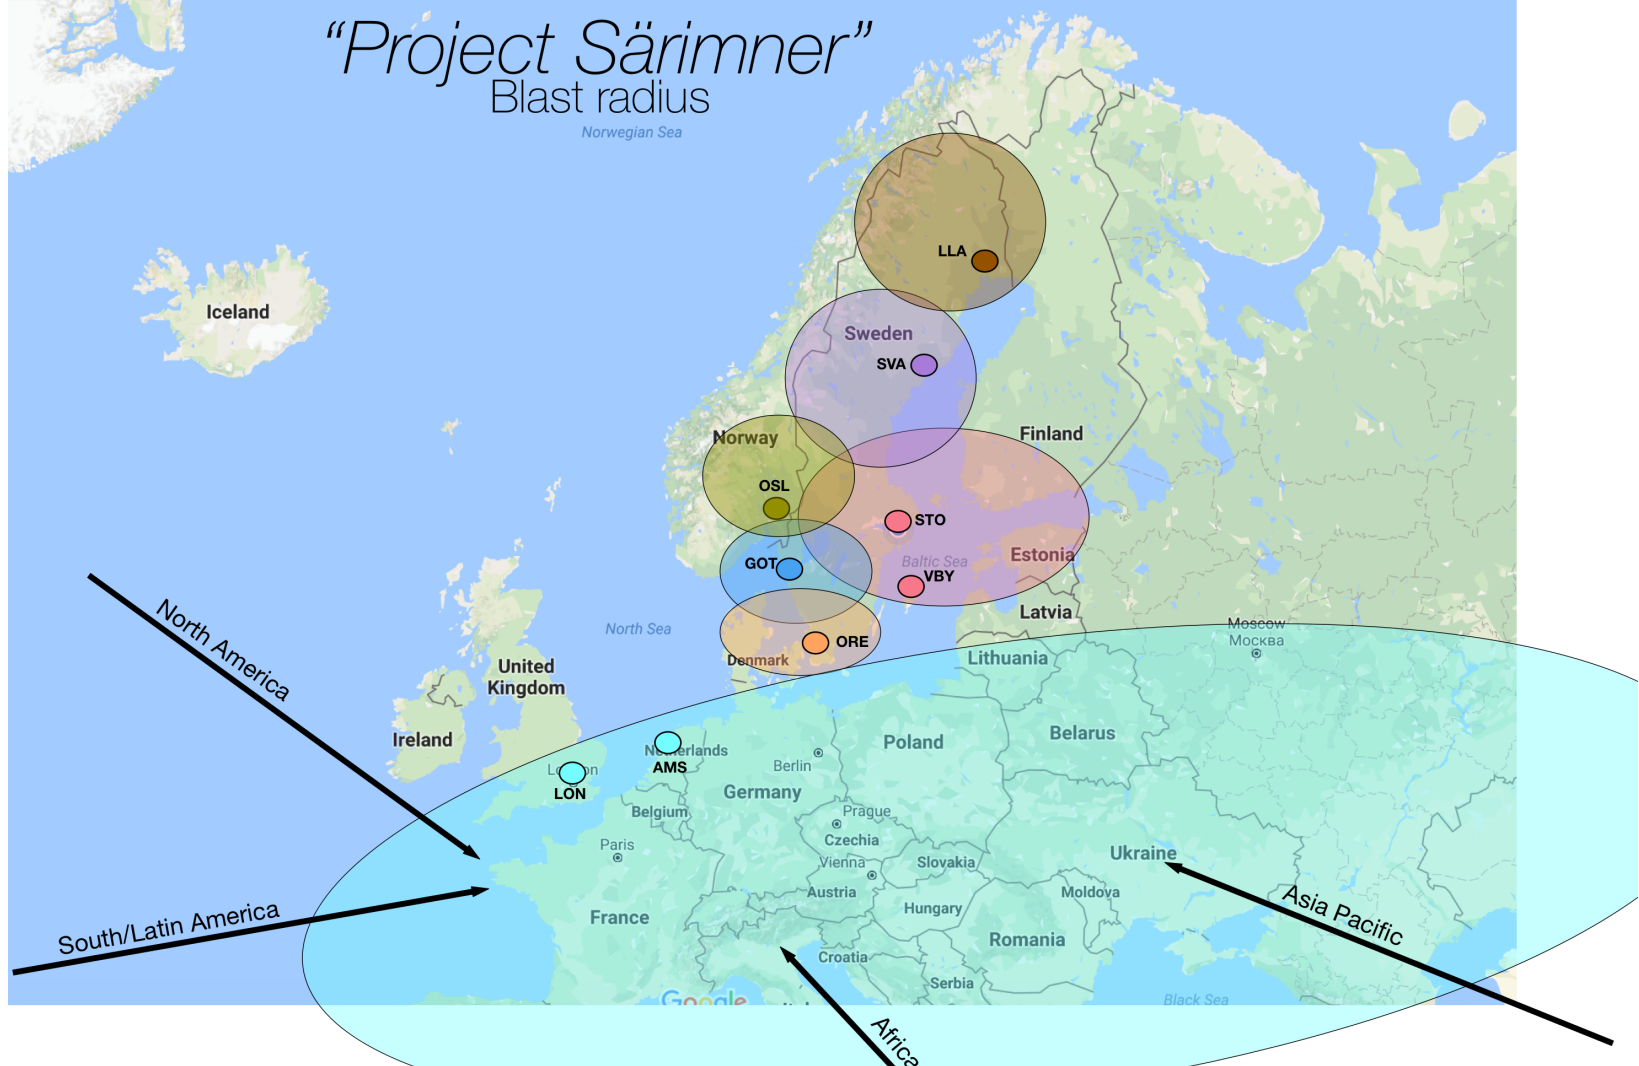 “Project Särimner”
Blast radius
Norwegian Sea
LLA
Iceland
Sweden
SVA
Norway
Finland
OSL
STO
Baltic Sea
Estonia
GOT
VBY
Latvia
North America
North Sea
ORE
Moscow
Москва
Denmark
Lithuania
United
Kingdom
Ireland
Netherlands
AMS
London
LON
Berlin
Poland
Belarus
Germany
Belgium
Prague
Czechia
Paris
Vienna
Slovakia
Ukraine
Austria
Moldova
Hungary
France
South/Latin America
Asia Pacific
Romania
Croatia
Serbia
Google
Black Sea
Africa